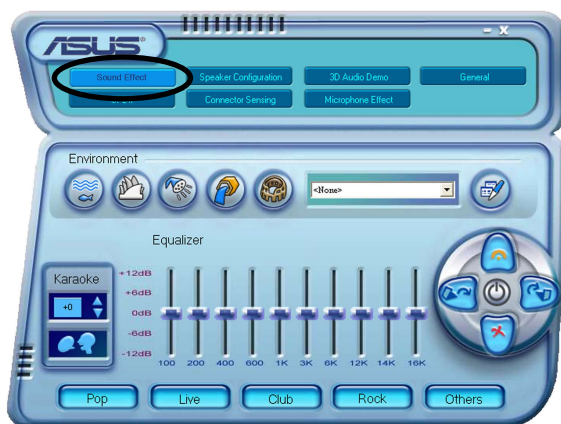 ASUS®
- x
Sound Effect Speaker Configuration 3D Audio Demo General
Connector Sensing Microphone Effect
Environment
<None>
Equalizer
Karaoke
+0
+12dB
+6dB
0dB
-6dB
-12dB
100 200 400 600 1K 3K 6K 12K 14K 16K
Pop Live Club Rock Others